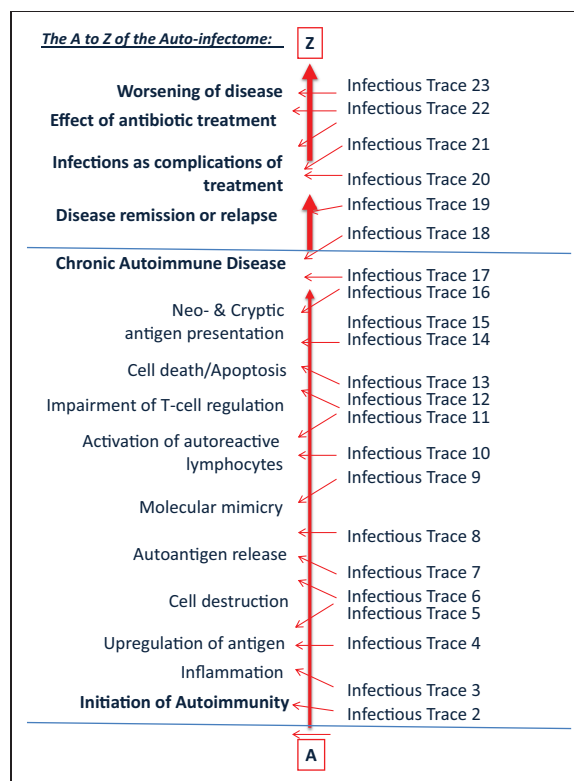 The A to Z of the Auto-infectome:
Z
Worsening of disease
Infectious Trace 23
Effect of antibiotic treatment
Infectious Trace 22
Infectious Trace 21
Infections as complications of
treatment
Infectious Trace 20
Disease remission or relapse
Infectious Trace 19
Infectious Trace 18
Chronic Autoimmune Disease
Infectious Trace 17
Infectious Trace 16
Neo- & Cryptic
antigen presentation
Infectious Trace 15
Infectious Trace 14
Cell death/Apoptosis
Infectious Trace 13
Infectious Trace 12
Impairment of T-cell regulation
Infectious Trace 11
Activation of autoreactive
lymphocytes
Infectious Trace 10
Infectious Trace 9
Molecular mimicry
Infectious Trace 8
Autoantigen release
Infectious Trace 7
Infectious Trace 6
Cell destruction
Infectious Trace 5
Upregulation of antigen
Infectious Trace 4
Inflammation
Infectious Trace 3
Initiation of Autoimmunity
Infectious Trace 2
A